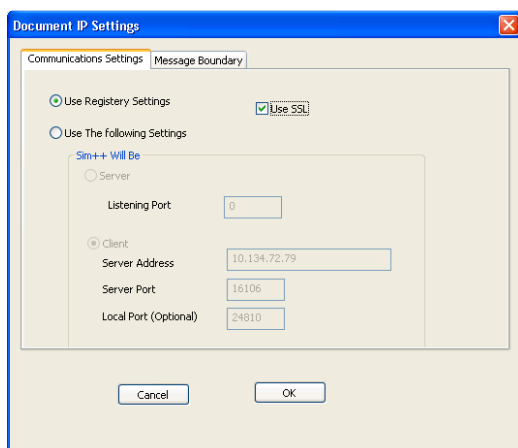 Document IP Settings
Communications Settings Message Boundary
Use Registery Settings
Use SSL
Use The following Settings
Sim++ Will Be
Server
Listening Port 0
Client
Server Address 10.134.72.79
Server Port 16106
Local Port (Optional) 24810
Cancel OK